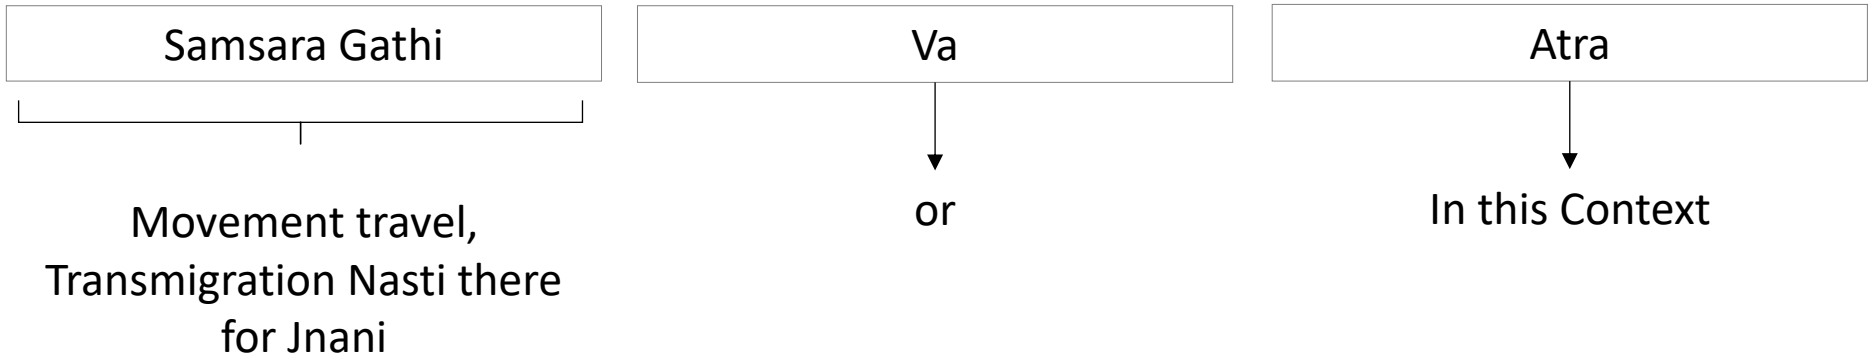 Samsara Gathi
Va
Atra
Movement travel,
Transmigration Nasti there
for Jnani
or
In this Context